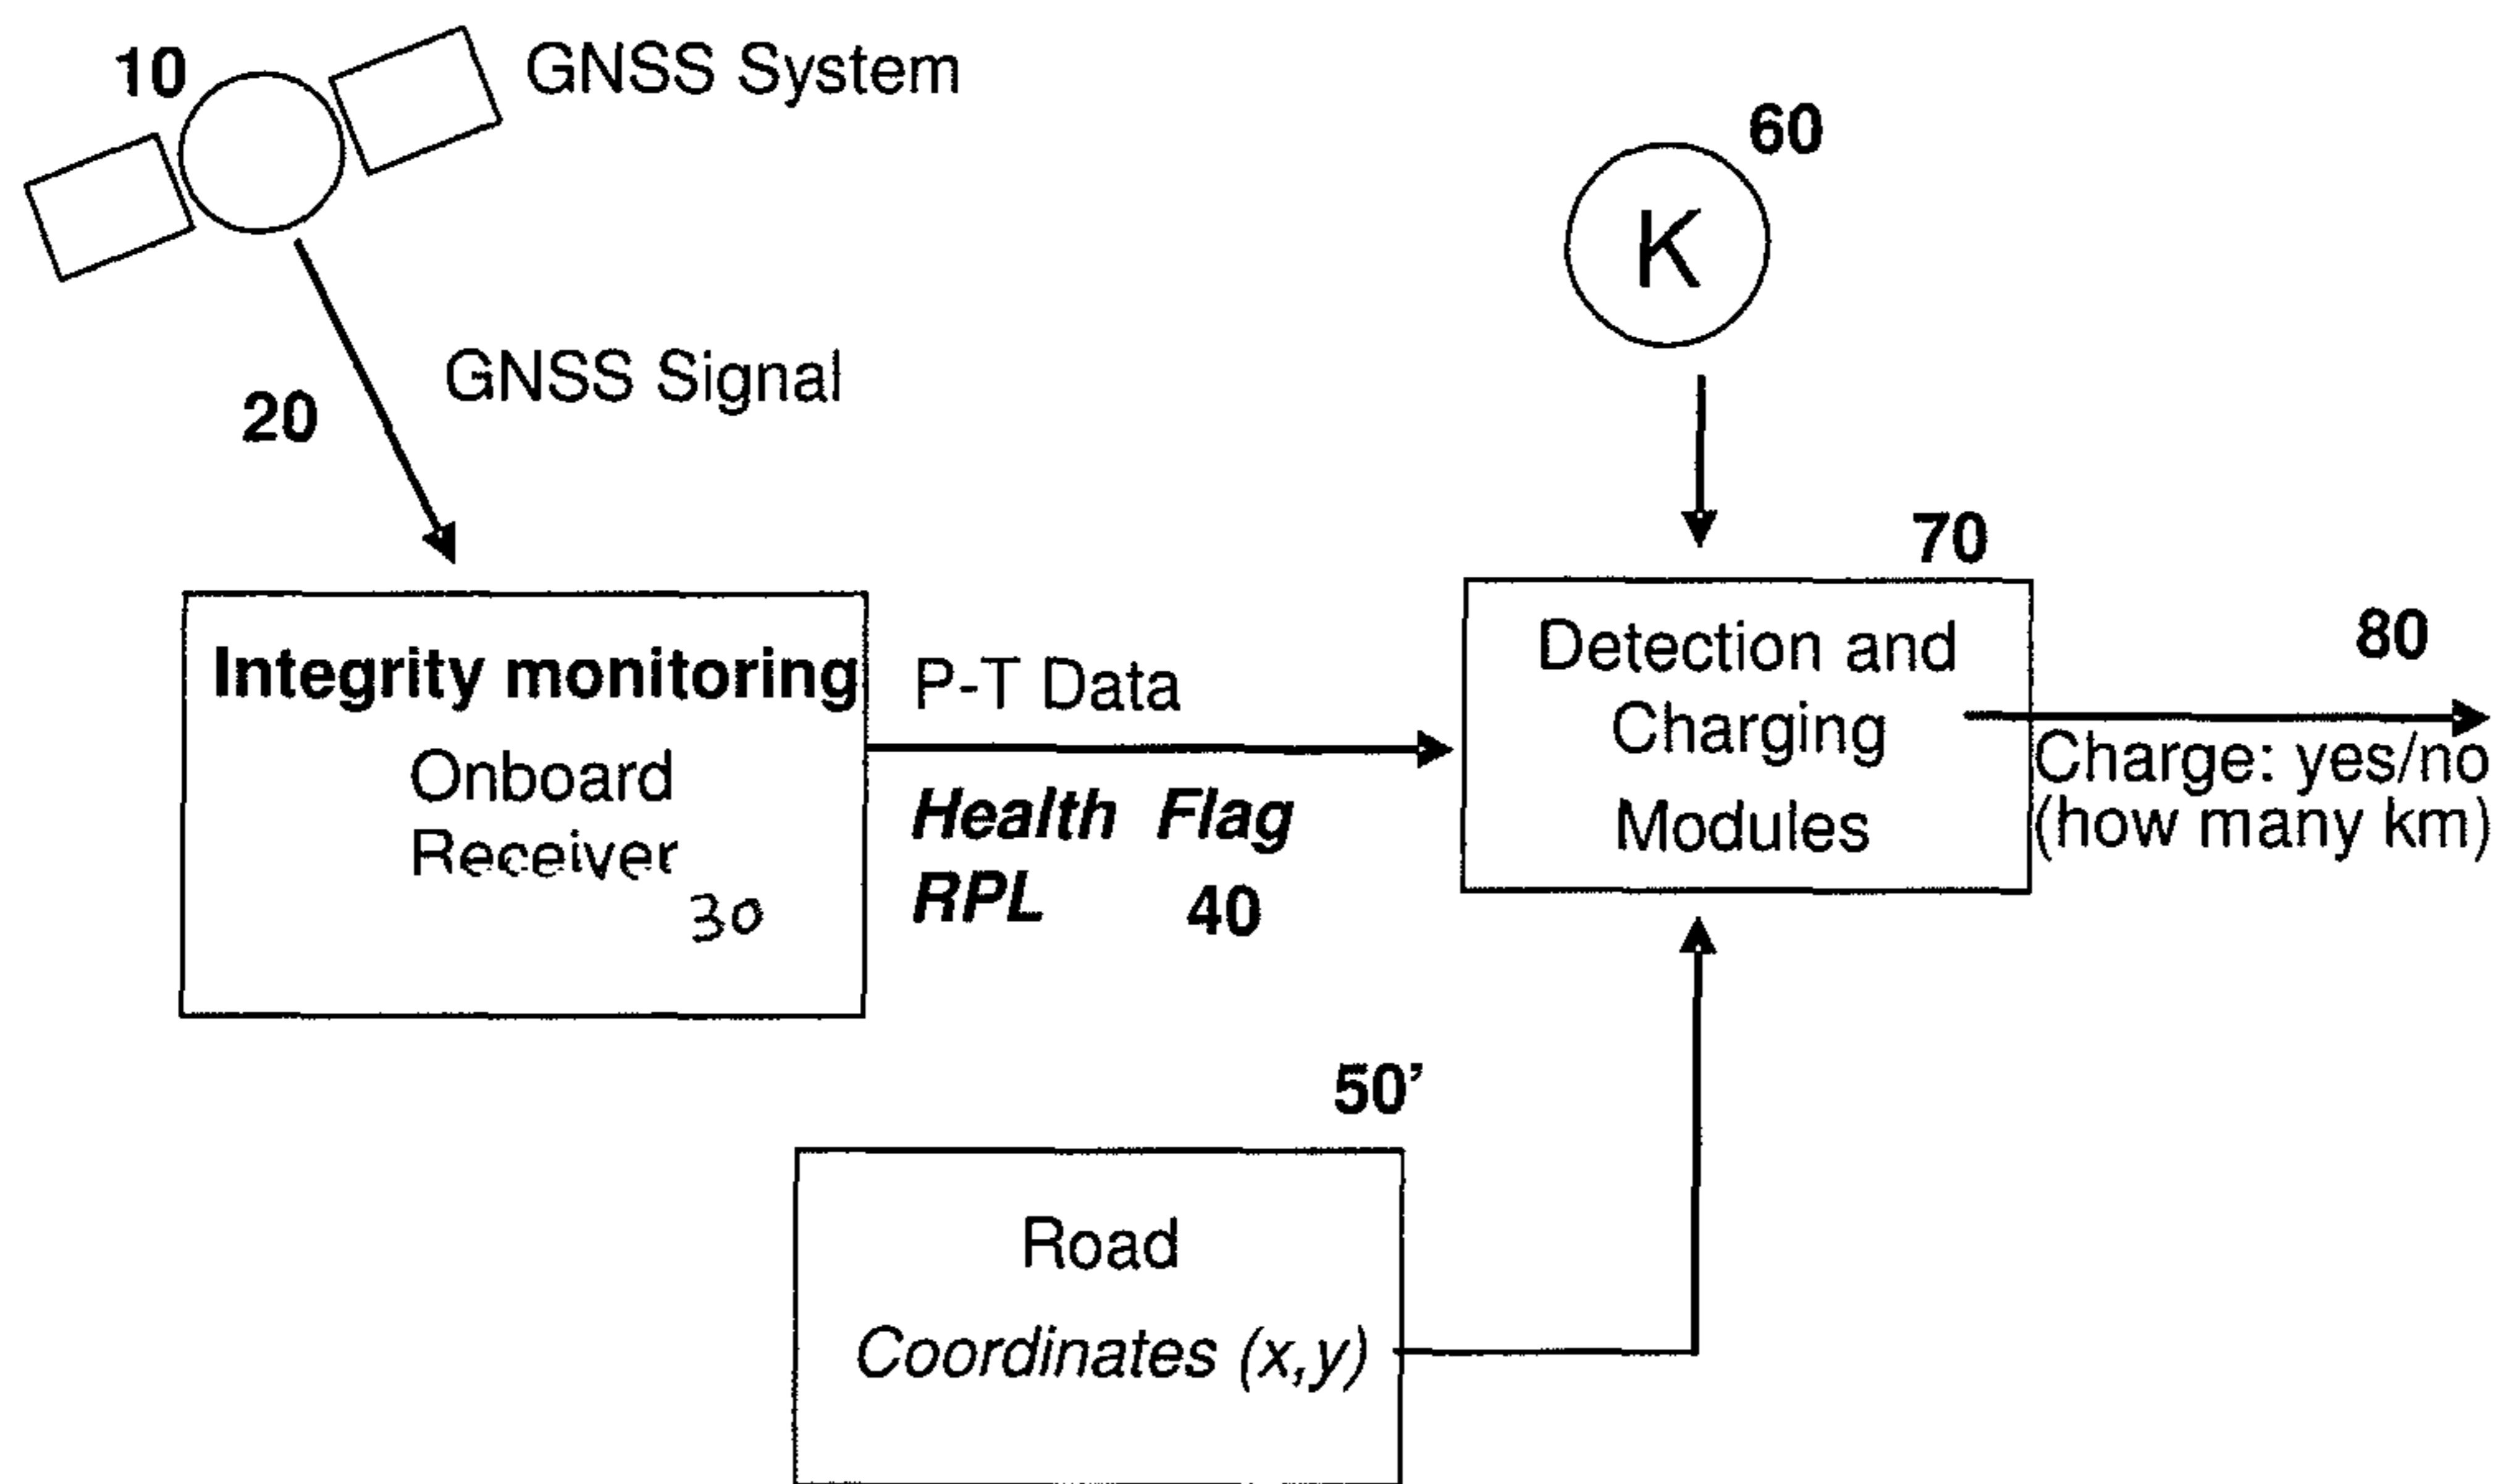 10
GNSS System
60
K
GNSS Signal
20
70
Integrity monitoring
Onboard
Receiver
30
P-T Data
Health Flag
RPL 40
Detection and
Charging
Modules
80
Charge: yes/no
(how many km)
50’
Road
Coordinates (x,y)